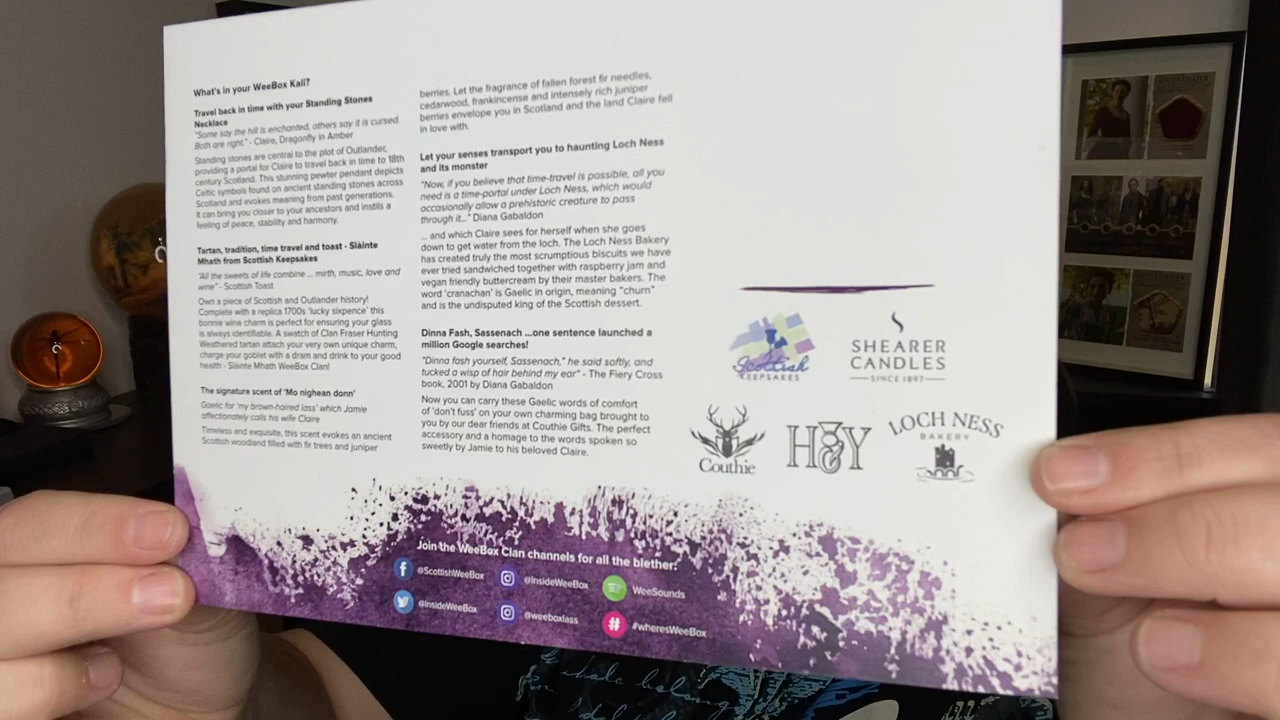 What's in your WeeBox Kali?
Travel back in time with your Standing Stones
Necklace
"Some say the hill is enchanted, others say it is cursed.
Both are right." - Claire, Dragonfly in Amber
Standing stones are central to the plot of Outlander,
providing a portal for Claire to travel back in time to 18th
century Scotland. This stunning pewter pendant depicts
Celtic symbols found on ancient standing stones across
Scotland and evokes meaning from past generations.
It can bring you closer to your ancestors and instils a
feeling of peace, stability and harmony.
Tartan, tradition, time travel and toast - Slàinte
Mhath from Scottish Keepsakes
"All the sweets of life combine ... mirth, music, love and
wine" - Scottish Toast
Own a piece of Scottish and Outlander history!
Complete with a replica 1700s 'lucky sixpence' this
bonnie wine charm is perfect for ensuring your glass
is always identifiable. A swatch of Clan Fraser Hunting
Weathered tartan attach your very own unique charm,
charge your goblet with a dram and drink to your good
health - Slàinte Mhath WeeBox Clan!
The signature scent of 'Mo nighean donn'
Gaelic for 'my brown-haired lass' which Jamie
affectionately calls his wife Claire
Timeless and exquisite, this scent evokes an ancient
Scottish woodland filled with fir trees and juniper
berries. Let the fragrance of fallen forest fir needles,
cedarwood, frankincense and intensely rich juniper
berries envelope you in Scotland and the land Claire fell
in love with.
Let your senses transport you to haunting Loch Ness
and its monster
"Now, if you believe that time-travel is possible, all you
need is a time-portal under Loch Ness, which would
occasionally allow a prehistoric creature to pass
through it..." Diana Gabaldon
... and which Claire sees for herself when she goes
down to get water from the loch. The Loch Ness Bakery
has created truly the most scrumptious biscuits we have
ever tried sandwiched together with raspberry jam and
vegan friendly buttercream by their master bakers. The
word 'cranachan' is Gaelic in origin, meaning "churn"
and is the undisputed king of the Scottish dessert.
Dinna Fash, Sassenach ...one sentence launched a
million Google searches!
"Dinna fash yourself, Sassenach," he said softly, and
tucked a wisp of hair behind my ear" - The Fiery Cross
book, 2001 by Diana Gabaldon
Now you can carry these Gaelic words of comfort
of 'don't fuss' on your own charming bag brought to
you by our dear friends at Couthie Gifts. The perfect
accessory and a homage to the words spoken so
sweetly by Jamie to his beloved Claire.
Scottish
KEEPSAKES
SHEARER
CANDLES
SINCE 1897
Couthie
H&Y
LOCH NESS
BAKERY
Join the WeeBox Clan channels for all the blether:
@ScottishWeeBox
@InsideWeeBox
WeeSounds
@InsideWeeBox
@weeboxlass
#
#wheresWeeBox